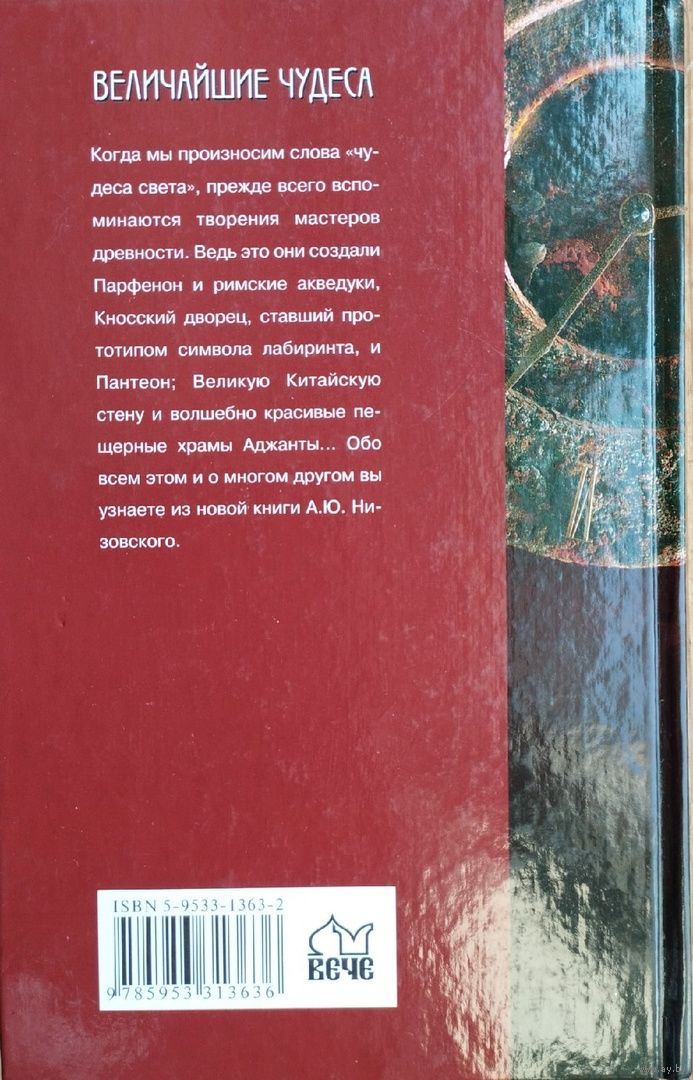 ВЕЛИЧАЙШИЕ ЧУДЕСА
Когда мы произносим слова «чу-
деса света», прежде всего вспо-
минаются творения мастеров
древности. Ведь это они создали
Парфенон и римские акведуки,
Кносский дворец, ставший про-
тотипом символа лабиринта, и
Пантеон; Великую Китайскую
стену и волшебно красивые пе-
щерные храмы Аджанты... Обо
всем этом и о многом другом вы
узнаете из новой книги А.Ю. Ни-
зовского.
ISBN 5-9533-1363-2
ВЕЧЕ
9 785953 313636